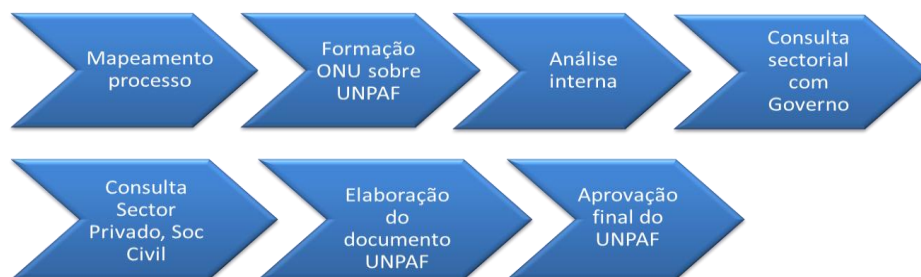 Mapeamento
processo
Formação
ONU sobre
UNPAF
Análise
interna
Consulta
sectorial
com
Governo
Consulta
Sector
Privado, Soc
Civil
Elaboração
do
documento
UNPAF
Aprovação
final do
UNPAF